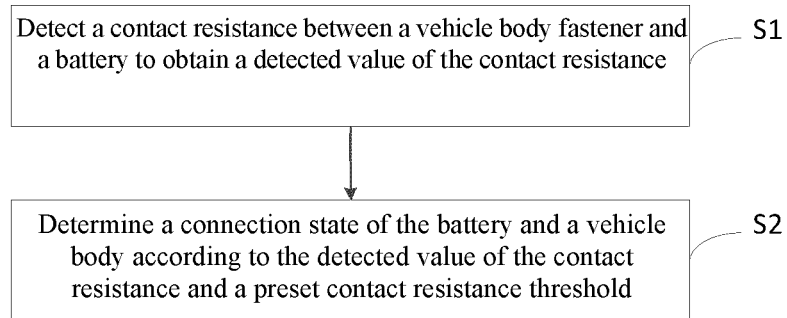 Detect a contact resistance between a vehicle body fastener and
a battery to obtain a detected value of the contact resistance
S1
Determine a connection state of the battery and a vehicle
body according to the detected value of the contact
resistance and a preset contact resistance threshold
S2